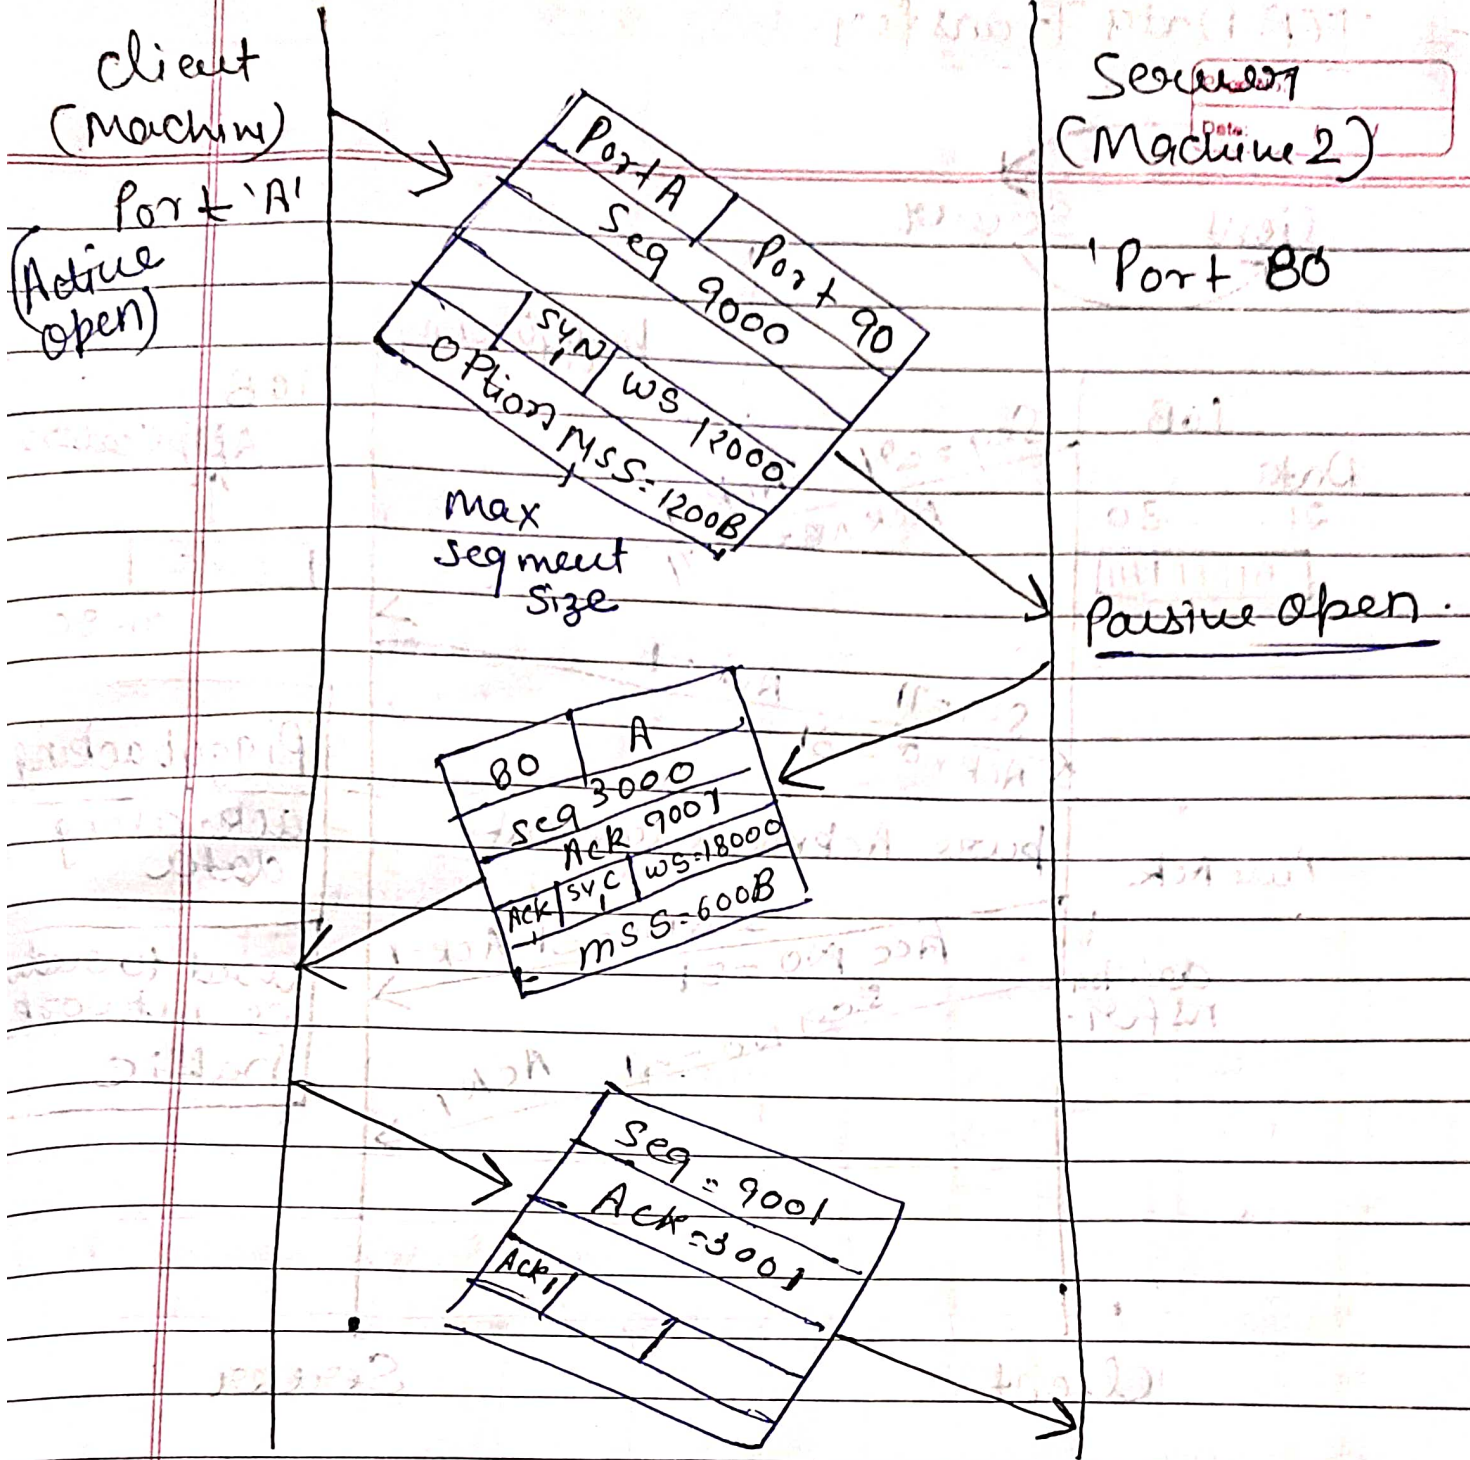 Client
(Machine)
Port 'A'
(Active
open)
Server
(Machine 2)
Date:
'Port 80
Port A | Port 90
Seq 9000
SYN 1 | WS 12000
Option MSS=1200B
Max
segment
Size
Passive Open.
80 | A
seq 3000
Ack 9001
Ack 1 | SYC 1 | WS=18000
MSS=600B
Seq = 9001
Ack=3001
Ack 1